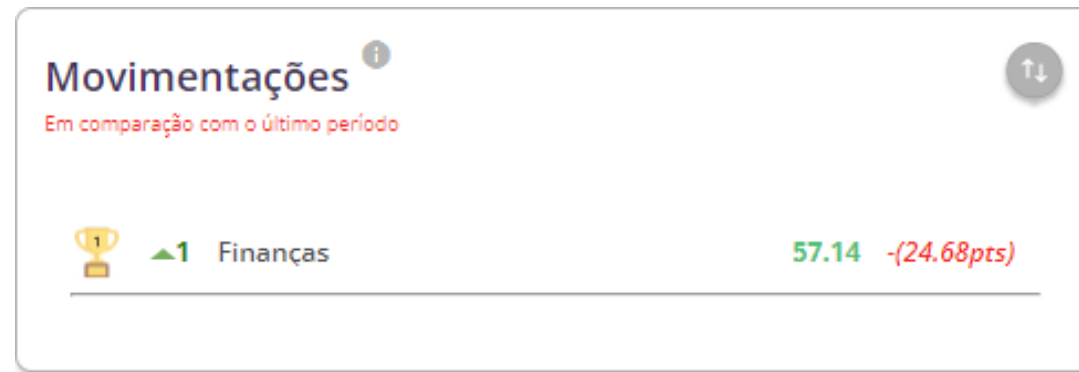 Movimentações
Em comparação com o último período
1 1 Finanças 57.14 -(24.68pts)